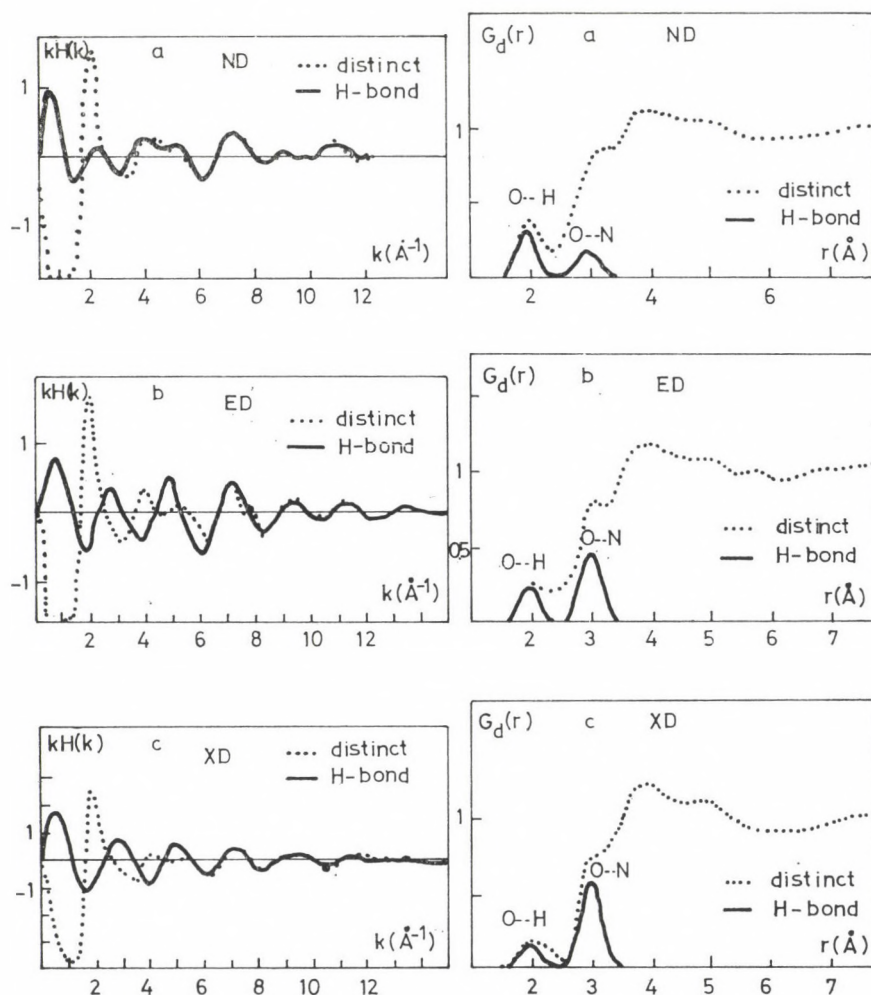 kH(k) a ND
distinct
H-bond
1
-1
k(Å⁻¹)
2 4 6 8 10 12
G_d(r) a ND
1
distinct
H-bond
O--H
O--N
r(Å)
2 4 6
kH(k) b ED
distinct
H-bond
1
-1
k(Å⁻¹)
2 4 6 8 10 12
G_d(r) b ED
1
distinct
H-bond
0.5
O--H
O--N
r(Å)
2 3 4 5 6 7
kH(k) c XD
distinct
H-bond
1
-1
k(Å⁻¹)
2 4 6 8 10 12
G_d(r) c XD
1
distinct
H-bond
O--H
O--N
r(Å)
2 3 4 5 6 7